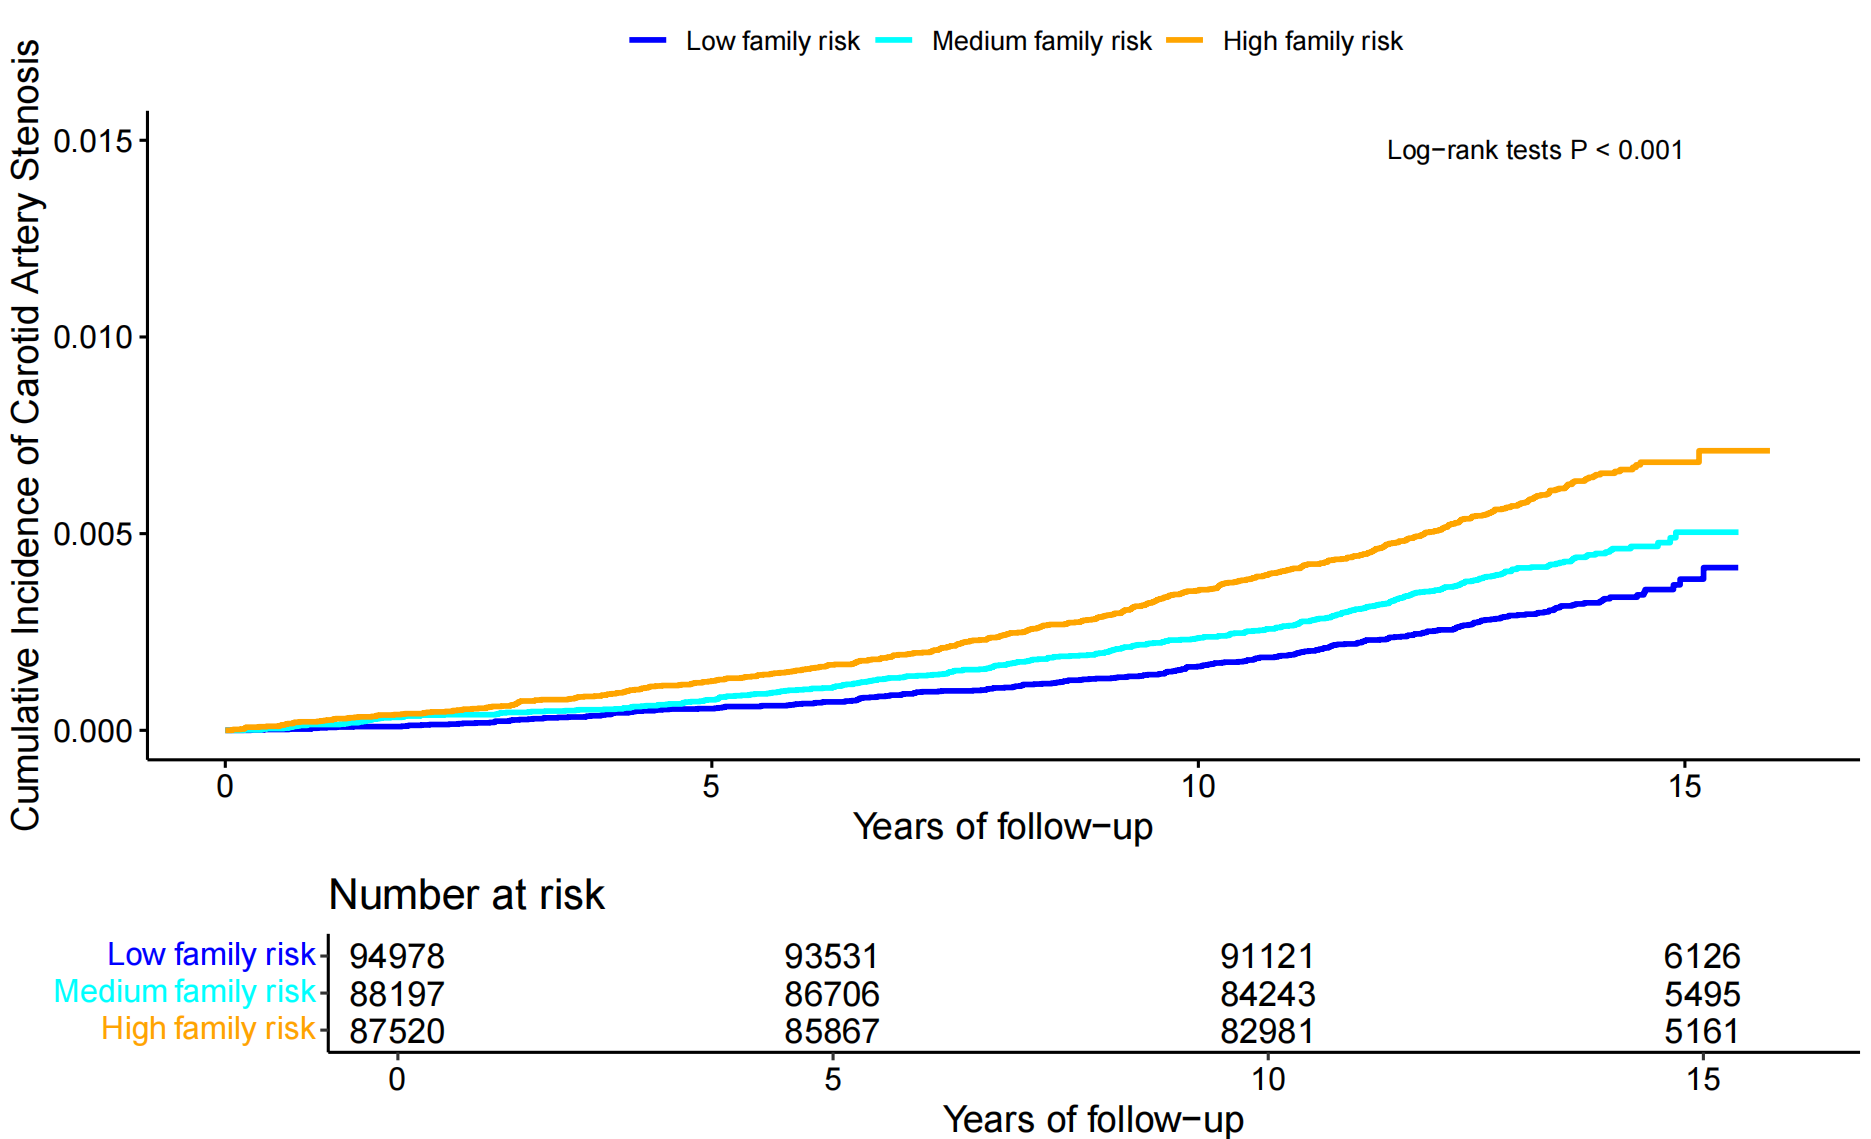 Low family risk Medium family risk High family risk
Cumulative Incidence of Carotid Artery Stenosis
0.015
Log−rank tests P < 0.001
0.010
0.005
0.000
0 5 10 15
Years of follow−up
Number at risk
Low family risk 94978 93531 91121 6126
Medium family risk 88197 86706 84243 5495
High family risk 87520 85867 82981 5161
0 5 10 15
Years of follow−up